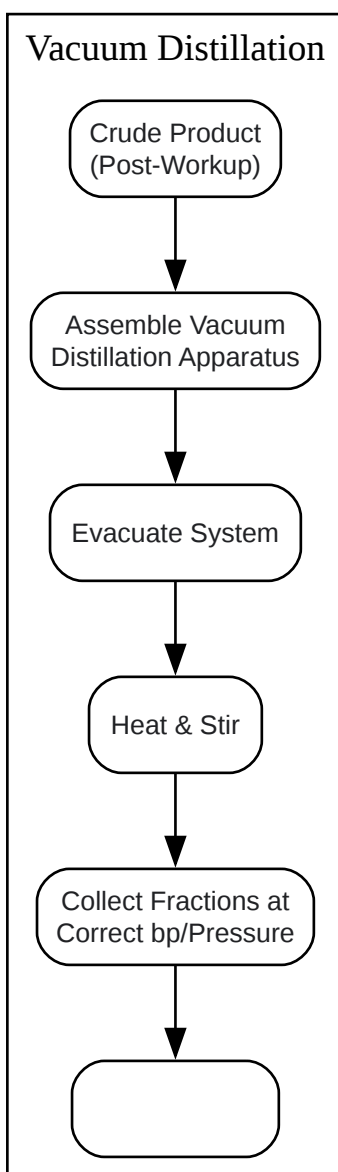 Vacuum Distillation
Crude Product
(Post-Workup)
Assemble Vacuum
Distillation Apparatus
Evacuate System
Heat & Stir
Collect Fractions at
Correct bp/Pressure